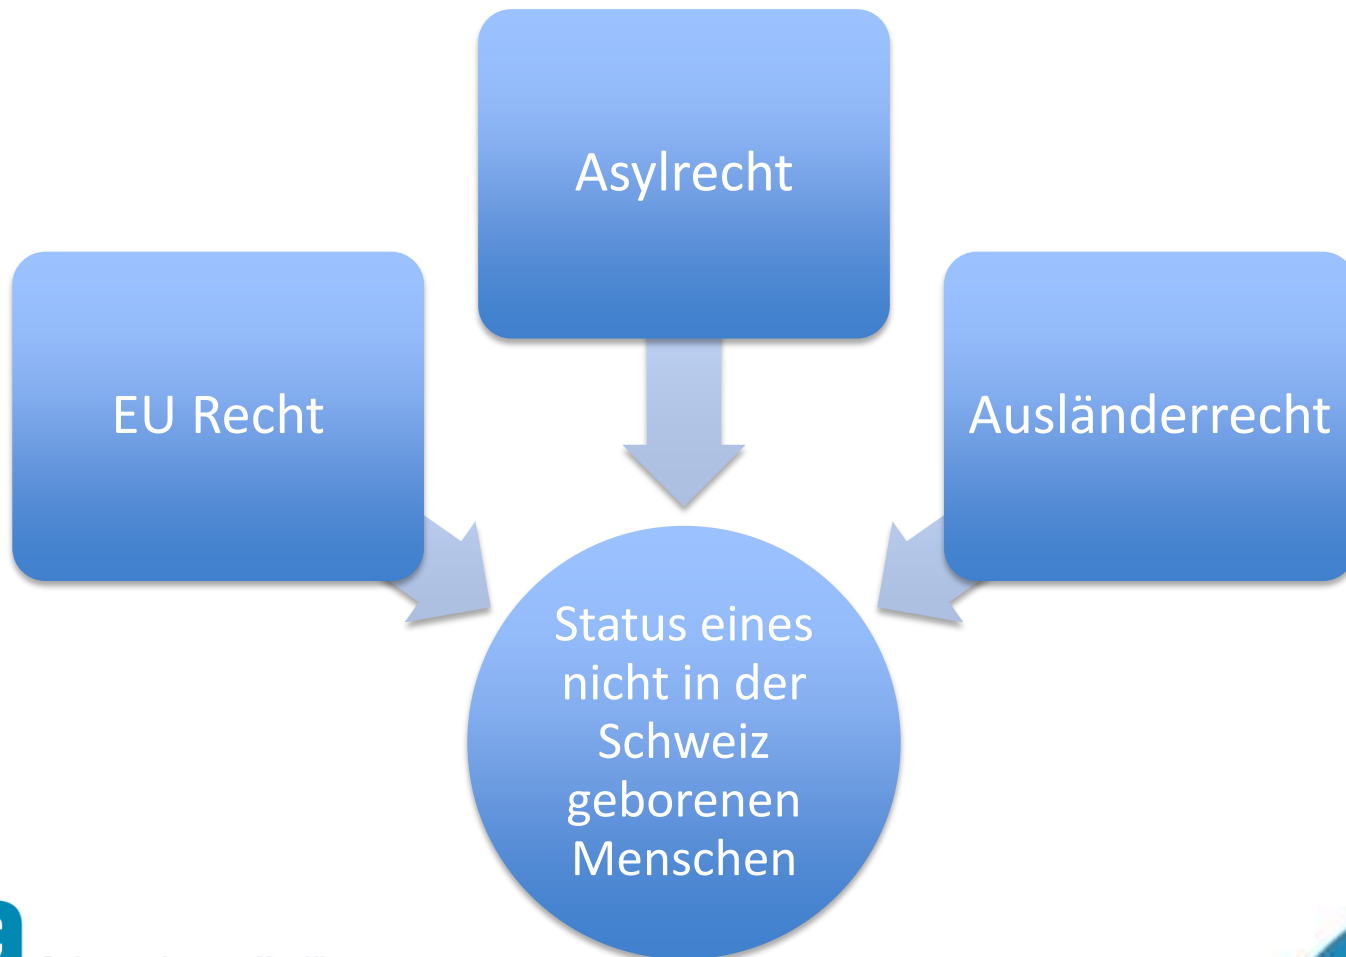 Asylrecht
EU Recht
Ausländerrecht
Status eines
nicht in der
Schweiz
geborenen
Menschen